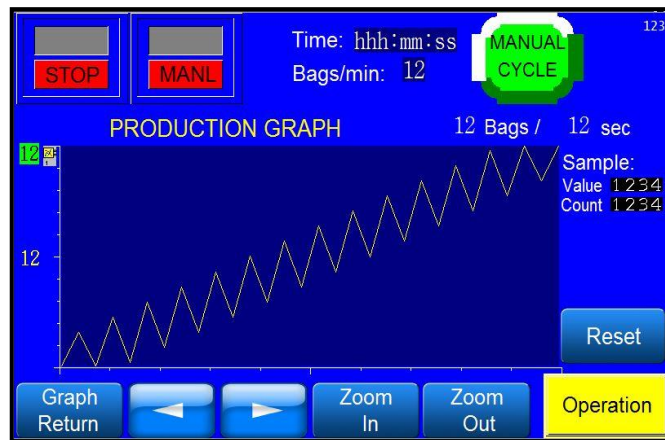 123
Time: hhh:mm:ss
MANUAL
CYCLE
STOP
MANL
Bags/min: 12
PRODUCTION GRAPH
12 Bags / 12 sec
12
Sample:
Value 1234
Count 1234
12
Reset
Graph
Return
Zoom
In
Zoom
Out
Operation